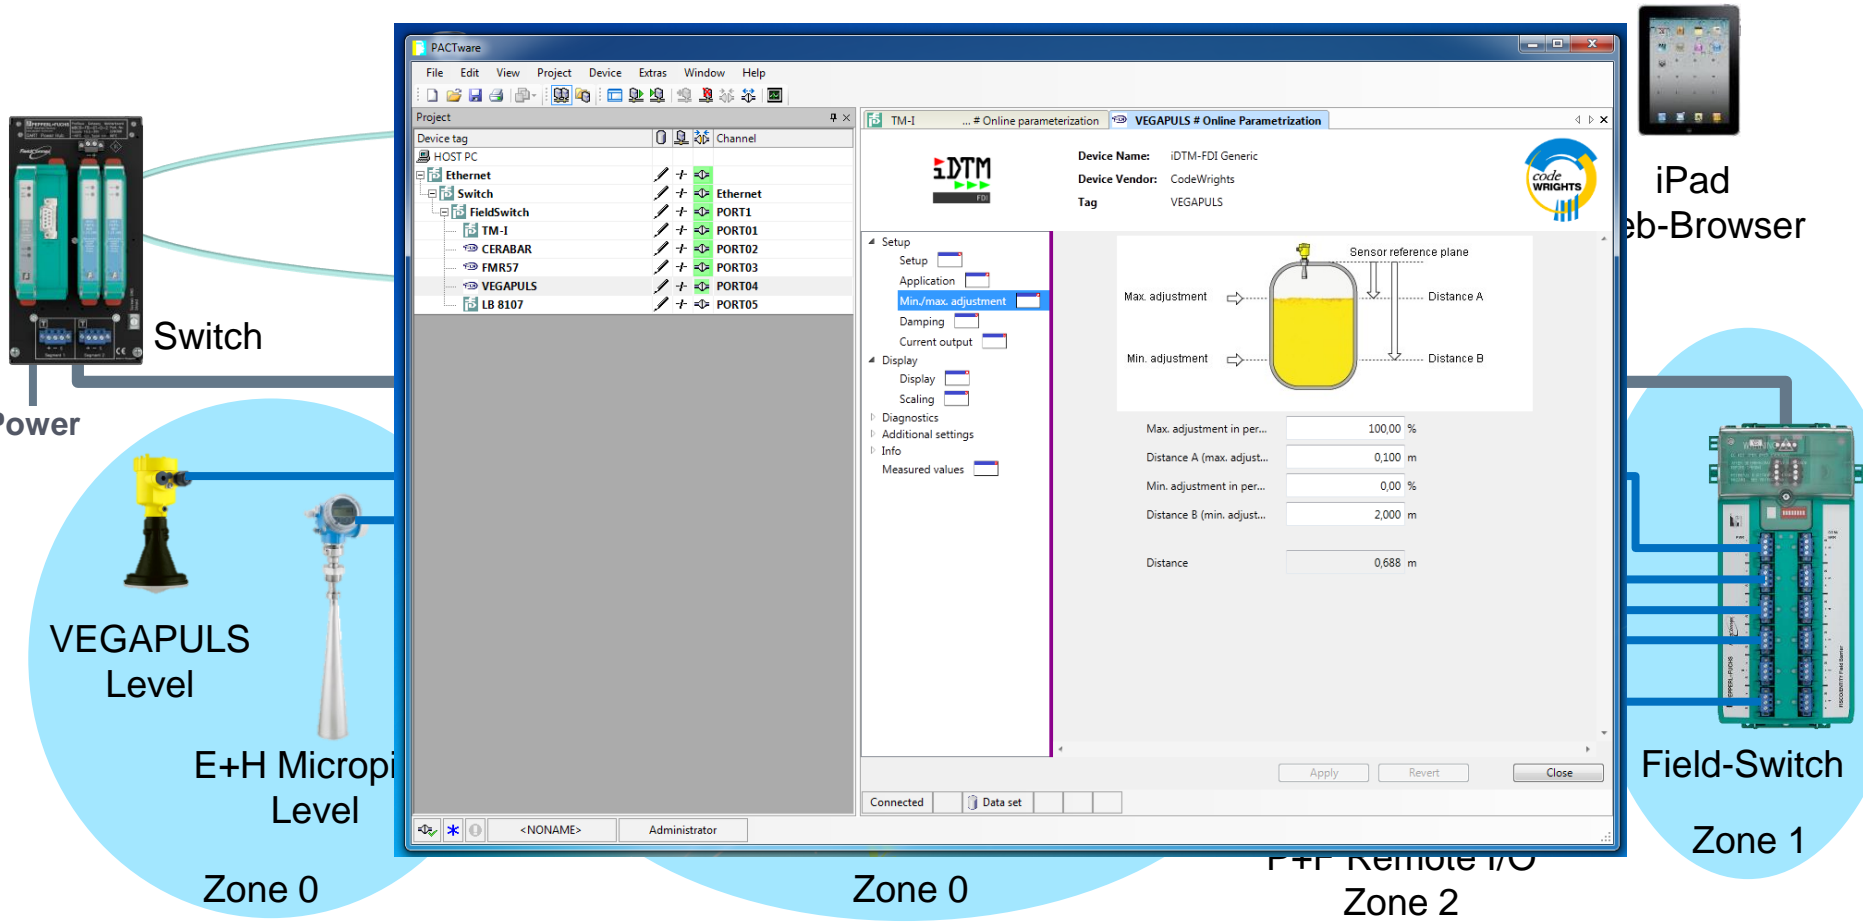 PACTware
File Edit View Project Device Extras Window Help
Project
Device tag Channel
HOST PC
Ethernet
Switch Ethernet
FieldSwitch PORT1
TM-I PORT01
CERABAR PORT02
FMR57 PORT03
VEGAPULS PORT04
LB 8107 PORT05
TM-I ... # Online parameterization
VEGAPULS # Online Parametrization
iDTM
FDI
Device Name: iDTM-FDI Generic
Device Vendor: CodeWrights
Tag VEGAPULS
code
WRIGHTS
Setup
Setup
Application
Min./max. adjustment
Damping
Current output
Display
Display
Scaling
Diagnostics
Additional settings
Info
Measured values
Sensor reference plane
Max. adjustment
Distance A
Min. adjustment
Distance B
Max. adjustment in per... 100,00 %
Distance A (max. adjust... 0,100 m
Min. adjustment in per... 0,00 %
Distance B (min. adjust... 2,000 m
Distance 0,688 m
Apply Revert Close
Connected Data set
<NONAME> Administrator
Switch
Power
VEGAPULS
Level
E+H Micropi
Level
Zone 0
Zone 0
P+F Remote I/O
Zone 2
iPad
eb-Browser
Field-Switch
Zone 1